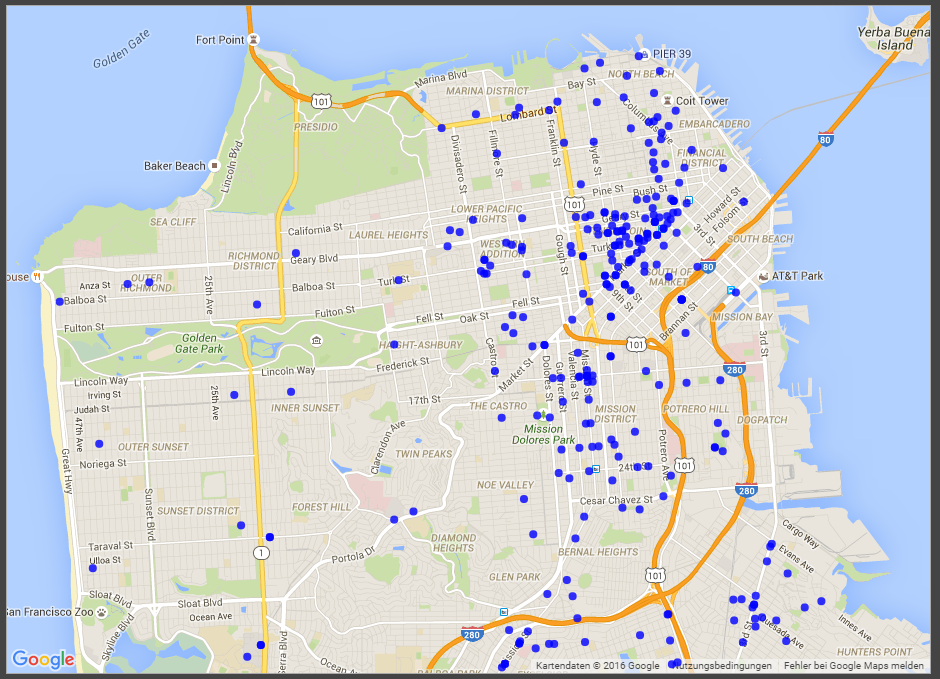 Golden Gate
Fort Point
PIER 39
Yerba Buena
Island
Marina Blvd
NORTH BEACH
Bay St
MARINA DISTRICT
101
PRESIDIO
Lombard St
Columbus Ave
Coit Tower
EMBARCADERO
80
Baker Beach
Lincoln Blvd
Divisadero St
Fillmore St
Franklin St
Hyde St
FINANCIAL
DISTRICT
Pine St
Bush St
101
Howard St
Folsom
SEA CLIFF
LOWER PACIFIC
HEIGHTS
California St
LAUREL HEIGHTS
3rd St
SOUTH BEACH
RICHMOND
DISTRICT
Geary Blvd
WESTERN
ADDITION
Gough St
Turk
80
ouse
OUTER
RICHMOND
Anza St
25th Ave
Balboa St
Turk St
SOUTH OF
MARKET
AT&T Park
Balboa St
9th St
Fulton St
Fell St
MISSION BAY
Fulton St
Fell St
Oak St
Brannan St
3rd St
Golden
Gate Park
HAIGHT-ASHBURY
101
Castro
Frederick St
Market St
Dolores St
Guerrero St
Valencia St
280
Lincoln Way
Lincoln Way
Irving St
25th Ave
Judah St
INNER SUNSET
17th St
THE CASTRO
MISSION
DISTRICT
POTRERO HILL
DOGPATCH
47th Ave
Clarendon Ave
Mission
Dolores Park
Potrero Ave
OUTER SUNSET
TWIN PEAKS
Great Hwy
Noriega St
24th St
101
NOE VALLEY
280
Sunset Blvd
Cesar Chavez St
SUNSET DISTRICT
FOREST HILL
Cargo Way
DIAMOND
HEIGHTS
Taraval St
1
Portola Dr
BERNAL HEIGHTS
Evans Ave
Ulloa St
GLEN PARK
101
Sloat Blvd
Sloat Blvd
San Francisco Zoo
Ocean Ave
Innes Ave
280
Skyline Blvd
HUNTERS POINT
Ocean Ave
BALBOA PARK
Google
Kartendaten © 2016 Google
Nutzungsbedingungen
Fehler bei Google Maps melden